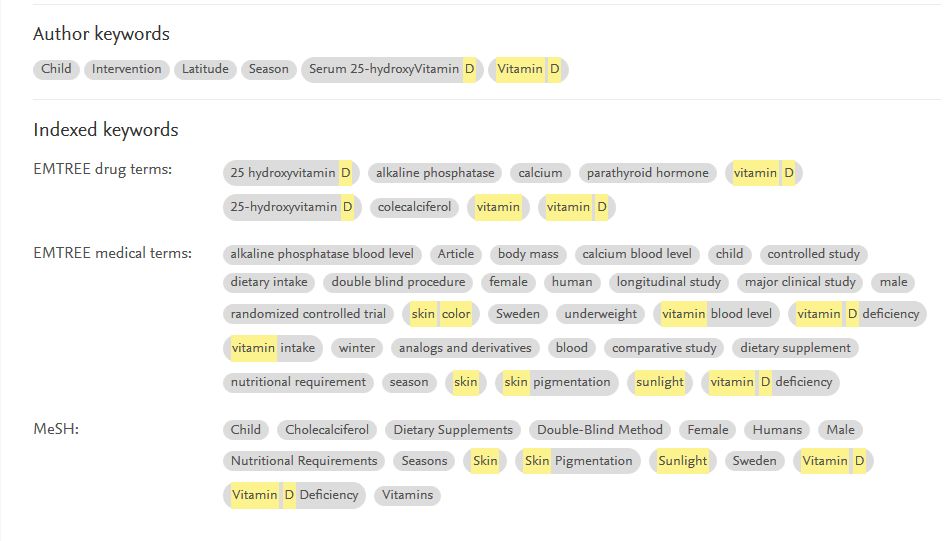 Author keywords
Child Intervention Latitude Season Serum 25-hydroxyVitamin D Vitamin D
Indexed keywords
EMTREE drug terms: 25 hydroxyvitamin D alkaline phosphatase calcium parathyroid hormone vitamin D
25-hydroxyvitamin D colecalciferol vitamin vitamin D
EMTREE medical terms: alkaline phosphatase blood level Article body mass calcium blood level child controlled study
dietary intake double blind procedure female human longitudinal study major clinical study male
randomized controlled trial skin color Sweden underweight vitamin blood level vitamin D deficiency
vitamin intake winter analogs and derivatives blood comparative study dietary supplement
nutritional requirement season skin skin pigmentation sunlight vitamin D deficiency
MeSH: Child Cholecalciferol Dietary Supplements Double-Blind Method Female Humans Male
Nutritional Requirements Seasons Skin Skin Pigmentation Sunlight Sweden Vitamin D
Vitamin D Deficiency Vitamins